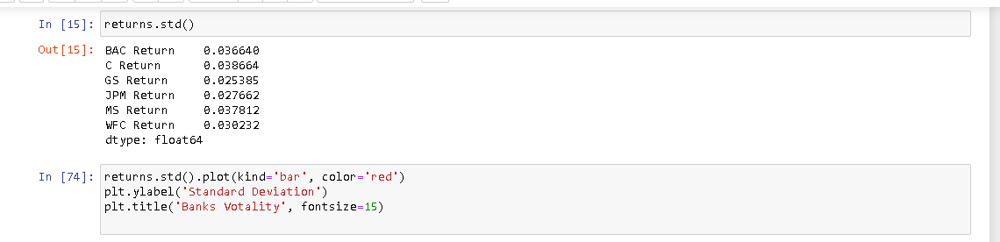 In [15]: returns.std()
Out[15]: BAC Return    0.036640
C Return      0.038664
GS Return     0.025385
JPM Return    0.027662
MS Return     0.037812
WFC Return    0.030232
dtype: float64
In [74]: returns.std().plot(kind='bar', color='red')
plt.ylabel('Standard Deviation')
plt.title('Banks Votality', fontsize=15)